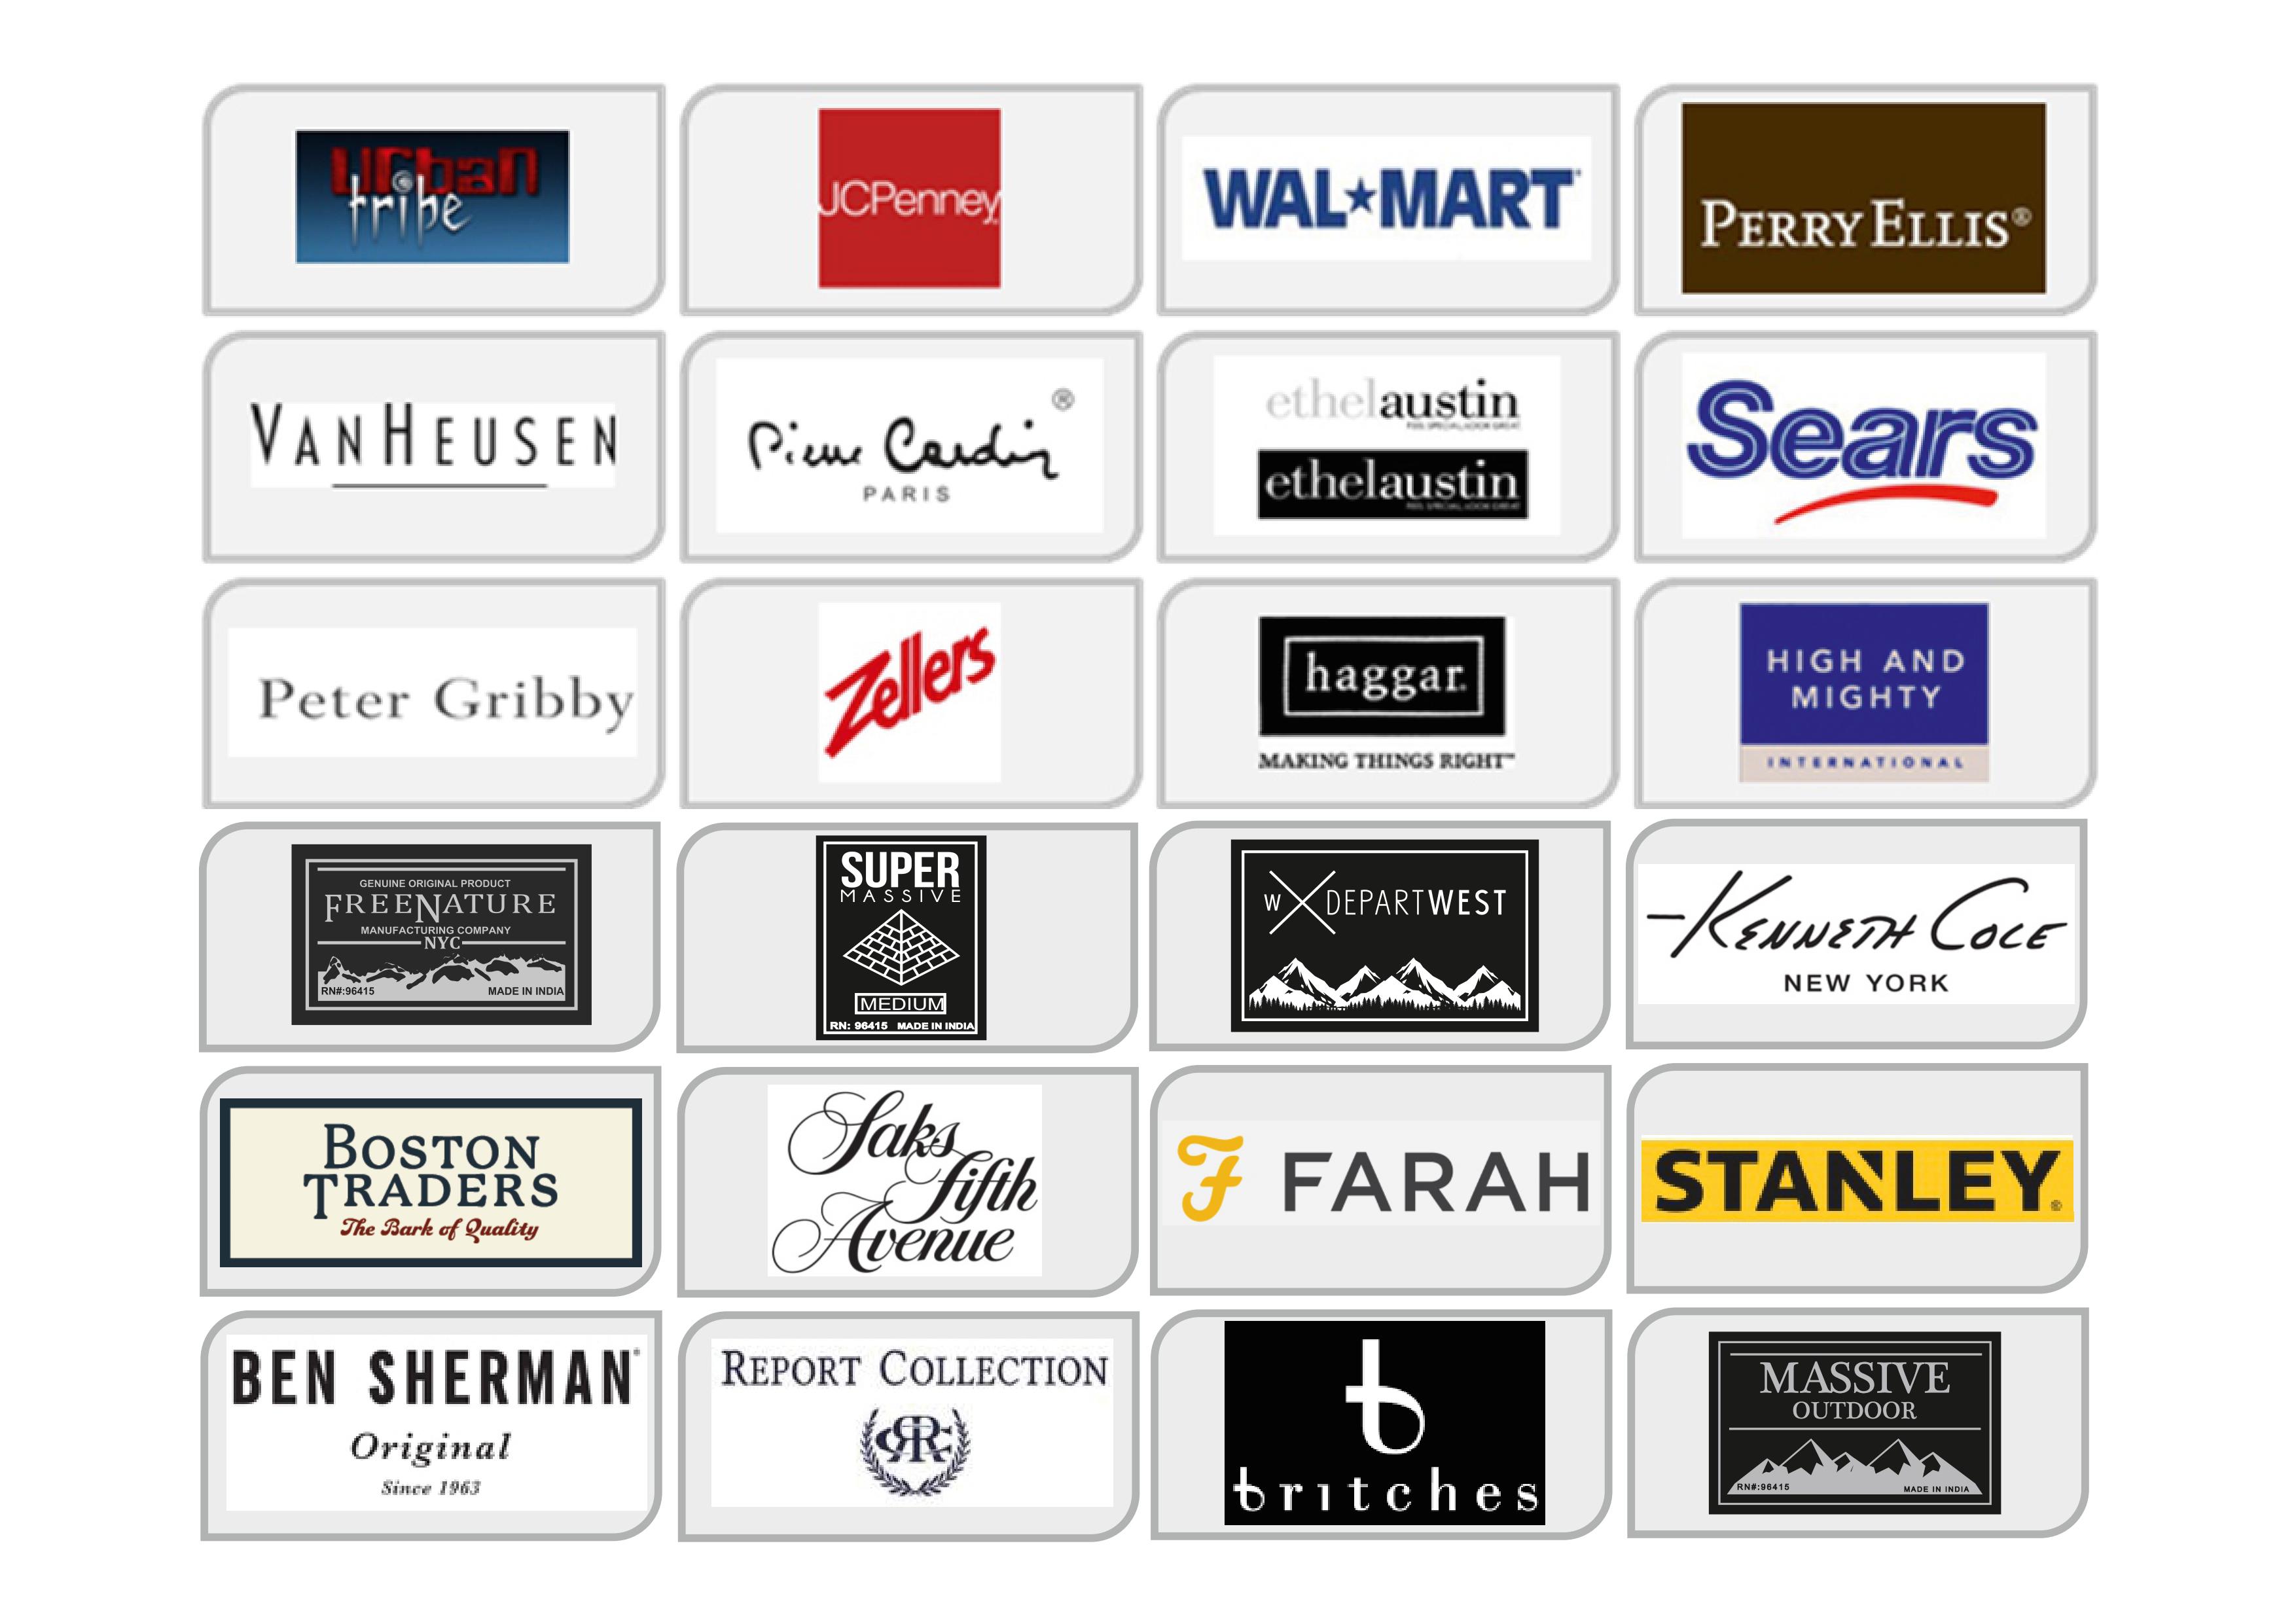 URban
tribe
JCPenney
WAL★MART
PERRY ELLIS®
VANHEUSEN
Pierre Cardin ®
PARIS
ethelaustin
ethelaustin
Sears
Peter Gribby
Zellers
haggar.
MAKING THINGS RIGHT™
HIGH AND
MIGHTY
INTERNATIONAL
GENUINE ORIGINAL PRODUCT
FREENATURE
MANUFACTURING COMPANY
NYC
RN#:96415 MADE IN INDIA
SUPER
MASSIVE
MEDIUM
RN: 96415 MADE IN INDIA
W DEPARTWEST
KENNETH COLE
NEW YORK
BOSTON
TRADERS
The Bark of Quality
Saks
fifth
Avenue
F FARAH
STANLEY®
BEN SHERMAN®
Original
Since 1963
REPORT COLLECTION
RRC
b
britches
MASSIVE
OUTDOOR
RN#:96415 MADE IN INDIA